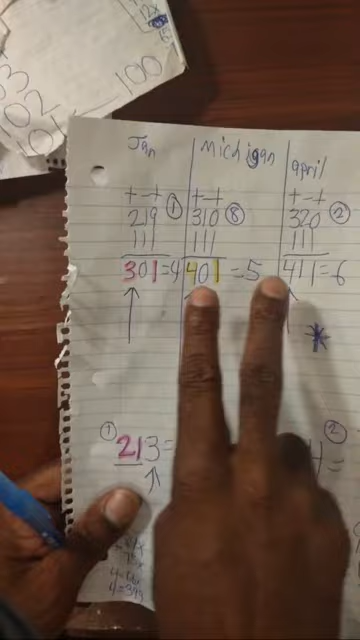 100
Jan Michigan april
+-+ +-+ +-+
219 ① 310 ⑧ 320 ②
111 111 111
301=4 401=5 411=6
① 213= ②